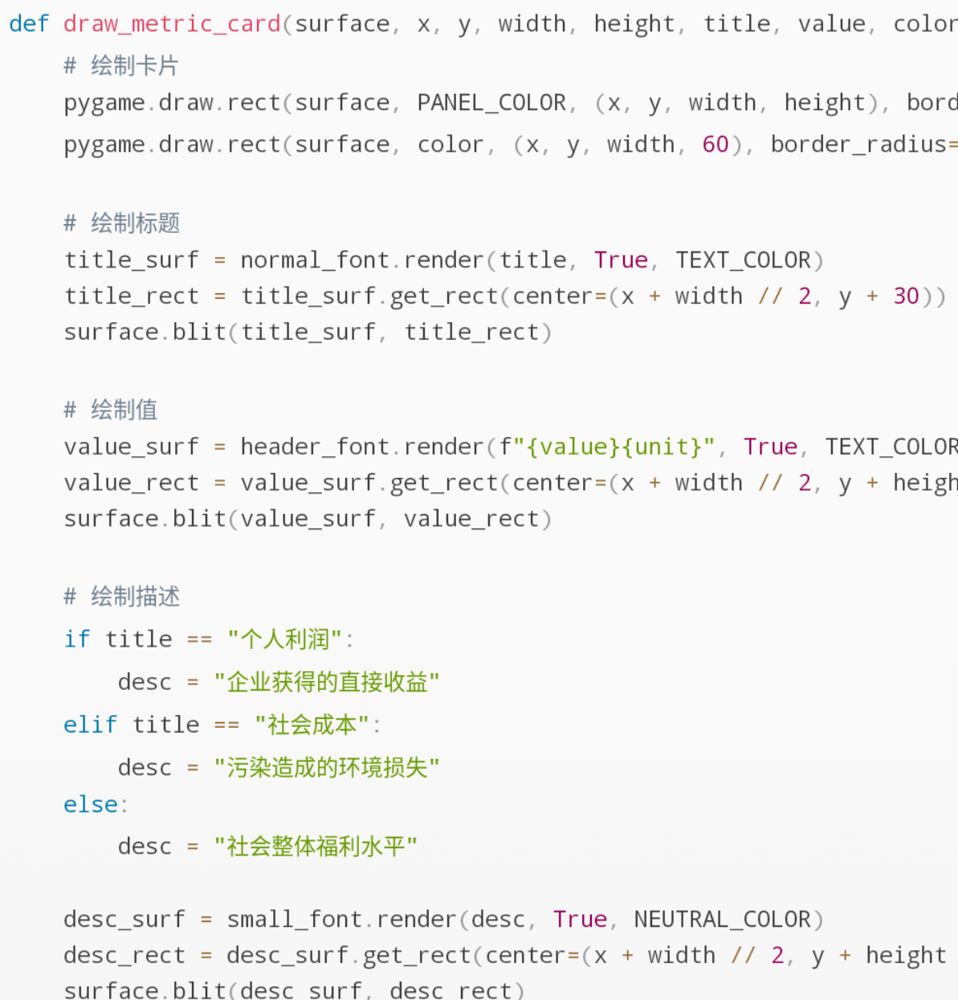 def draw_metric_card(surface, x, y, width, height, title, value, color
# 绘制卡片
pygame.draw.rect(surface, PANEL_COLOR, (x, y, width, height), bord
pygame.draw.rect(surface, color, (x, y, width, 60), border_radius=
# 绘制标题
title_surf = normal_font.render(title, True, TEXT_COLOR)
title_rect = title_surf.get_rect(center=(x + width // 2, y + 30))
surface.blit(title_surf, title_rect)
# 绘制值
value_surf = header_font.render(f"{value}{unit}", True, TEXT_COLOR
value_rect = value_surf.get_rect(center=(x + width // 2, y + heigh
surface.blit(value_surf, value_rect)
# 绘制描述
if title == "个人利润":
desc = "企业获得的直接收益"
elif title == "社会成本":
desc = "污染造成的环境损失"
else:
desc = "社会整体福利水平"
desc_surf = small_font.render(desc, True, NEUTRAL_COLOR)
desc_rect = desc_surf.get_rect(center=(x + width // 2, y + height
surface.blit(desc_surf, desc_rect)